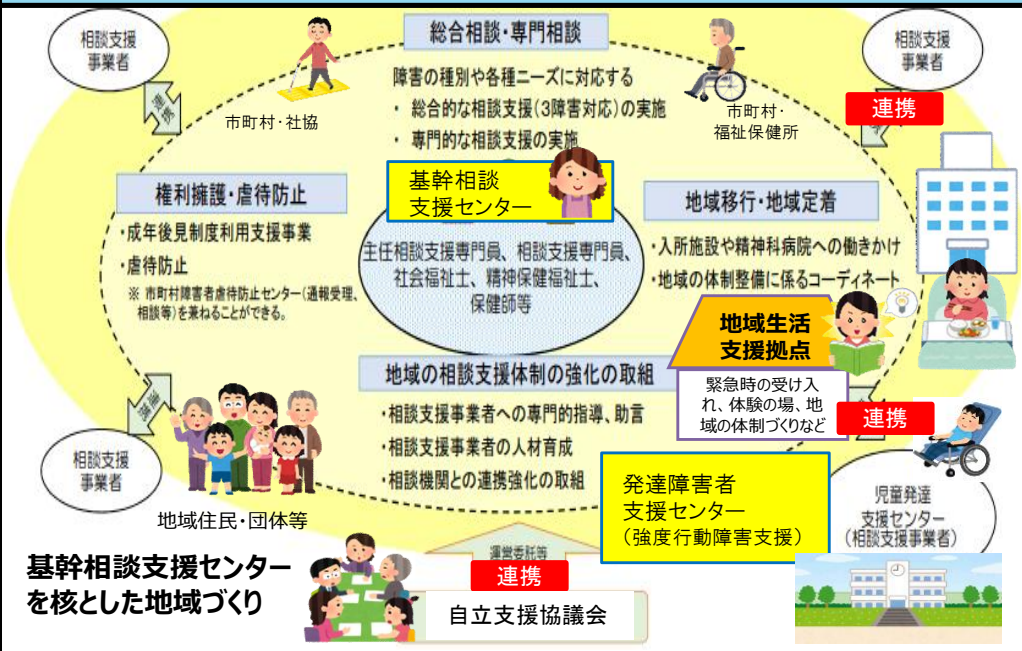 相談支援
事業者
総合相談・専門相談
相談支援
事業者
障害の種別や各種ニーズに対応する
・ 総合的な相談支援(3障害対応)の実施
・ 専門的な相談支援の実施
連携
市町村・社協
市町村・
福祉保健所
連携
基幹相談
支援センター
権利擁護・虐待防止
・成年後見制度利用支援事業
・虐待防止
※ 市町村障害者虐待防止センター(通報受理、
相談等)を兼ねることができる。
主任相談支援専門員、相談支援専門員、
社会福祉士、精神保健福祉士、
保健師等
地域移行・地域定着
・入所施設や精神科病院への働きかけ
・地域の体制整備に係るコーディネート
地域生活
支援拠点
緊急時の受け入
れ、体験の場、地
域の体制づくりなど
連携
地域の相談支援体制の強化の取組
・相談支援事業者への専門的指導、助言
・相談支援事業者の人材育成
・相談機関との連携強化の取組
連携
相談支援
事業者
地域住民・団体等
発達障害者
支援センター
(強度行動障害支援)
児童発達
支援センター
(相談支援事業者)
運営委託等
連携
自立支援協議会
基幹相談支援センター
を核とした地域づくり